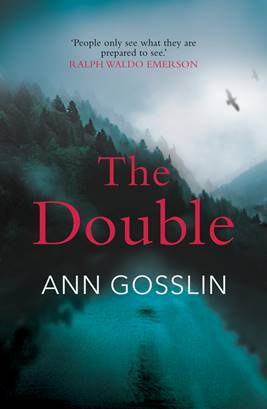 ‘People only see what they are
prepared to see.’
RALPH WALDO EMERSON
The
Double
ANN GOSSLIN